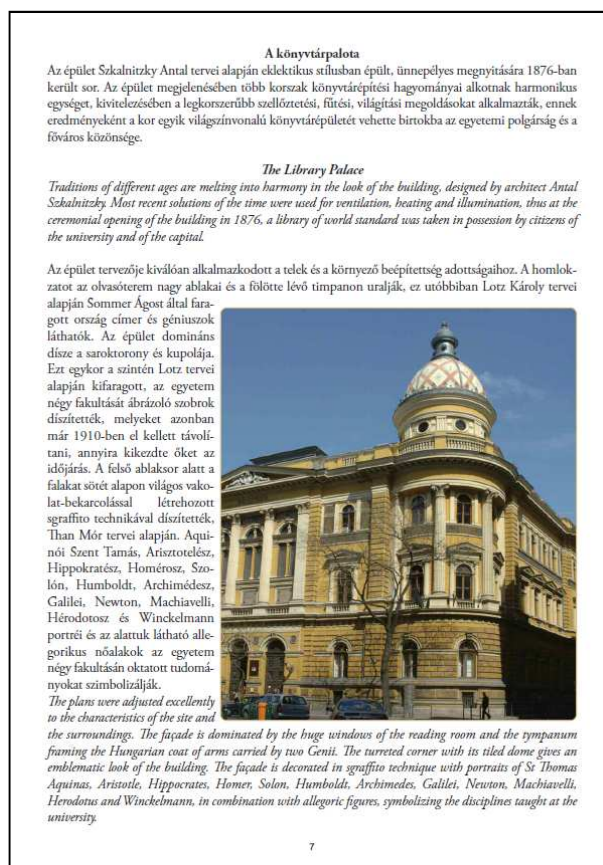 A könyvtárpalota
Az épület Szkalnitzky Antal tervei alapján eklektikus stílusban épült, ünnepélyes megnyitására 1876-ban
került sor. Az épület megjelenésében több korszak könyvtárépítési hagyományai alkotnak harmonikus
egységet, kivitelezésében a legkorszerűbb szellőztetési, fűtési, világítási megoldásokat alkalmazták, ennek
eredményeként a kor egyik világszínvonalú könyvtárépületét vehette birtokba az egyetemi polgárság és a
főváros közönsége.
The Library Palace
Traditions of different ages are melting into harmony in the look of the building, designed by architect Antal
Szkalnitzky. Most recent solutions of the time were used for ventilation, heating and illumination, thus at the
ceremonial opening of the building in 1876, a library of world standard was taken in possession by citizens of
the university and of the capital.
Az épület tervezője kiválóan alkalmazkodott a telek és a környező beépítettség adottságaihoz. A homlok-
zatot az olvasóterem nagy ablakai és a fölötte lévő timpanon uralják, ez utóbbiban Lotz Károly tervei
alapján Sommer Ágost által fara-
gott ország címer és géniuszok
láthatók. Az épület domináns
dísze a saroktorony és kupolája.
Ezt egykor a szintén Lotz tervei
alapján kifaragott, az egyetem
négy fakultását ábrázoló szobrok
díszítették, melyeket azonban
már 1910-ben el kellett távolí-
tani, annyira kikezdte őket az
időjárás. A felső ablaksor alatt a
falakat sötét alapon világos vako-
lat-bekarcolással létrehozott
sgraffito technikával díszítették,
Than Mór tervei alapján. Aqui-
nói Szent Tamás, Arisztotelész,
Hippokratész, Homérosz, Szo-
lón, Humboldt, Archimédesz,
Galilei, Newton, Machiavelli,
Hérodotosz és Winckelmann
portréi és az alattuk látható alle-
gorikus nőalakok az egyetem
négy fakultásán oktatott tudomá-
nyokat szimbolizálják.
The plans were adjusted excellently
to the characteristics of the site and
the surroundings. The façade is dominated by the huge windows of the reading room and the tympanum
framing the Hungarian coat of arms carried by two Genii. The turreted corner with its tiled dome gives an
emblematic look of the building. The façade is decorated in sgraffito technique with portraits of St Thomas
Aquinas, Aristotle, Hippocrates, Homer, Solon, Humboldt, Archimedes, Galilei, Newton, Machiavelli,
Herodotus and Winckelmann, in combination with allegoric figures, symbolizing the disciplines taught at the
university.
7